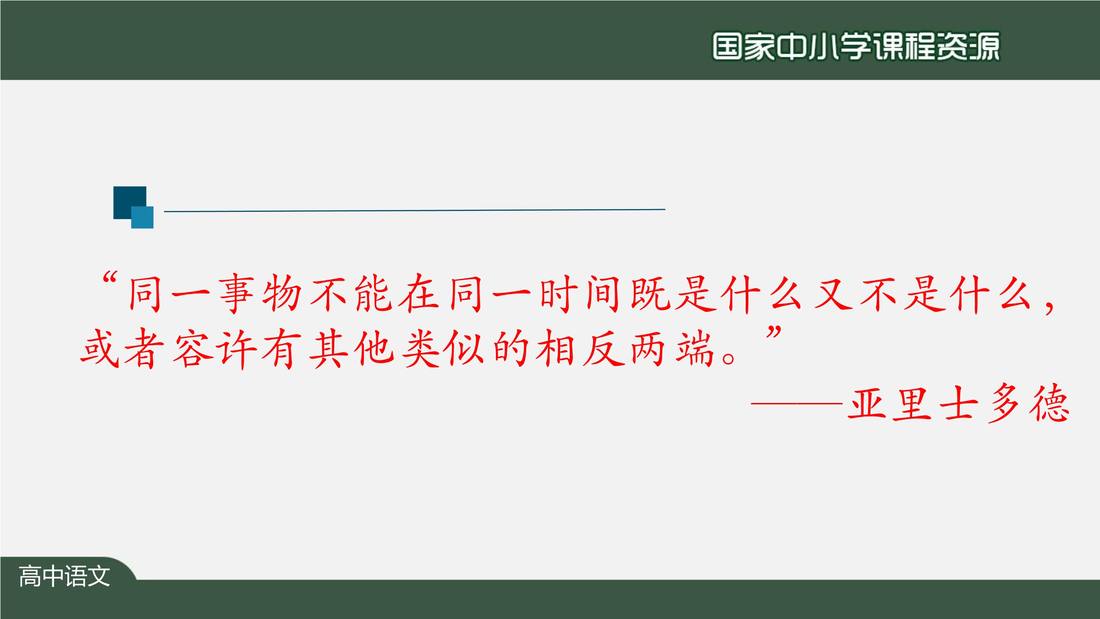 国家中小学课程资源
“同一事物不能在同一时间既是什么又不是什么，
或者容许有其他类似的相反两端。”
——亚里士多德
高中语文